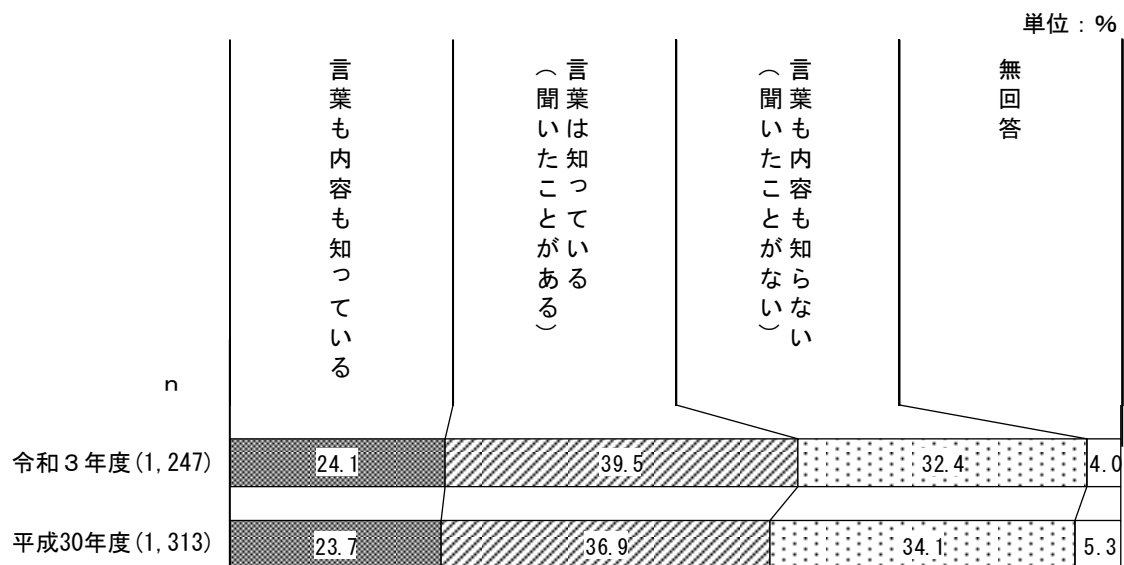 単位：％
言葉も内容も知っている
言葉は知っている
（聞いたことがある）
言葉も内容も知らない
（聞いたことがない）
無回答
ｎ
令和３年度(1,247)
24.1
39.5
32.4
4.0
平成30年度(1,313)
23.7
36.9
34.1
5.3